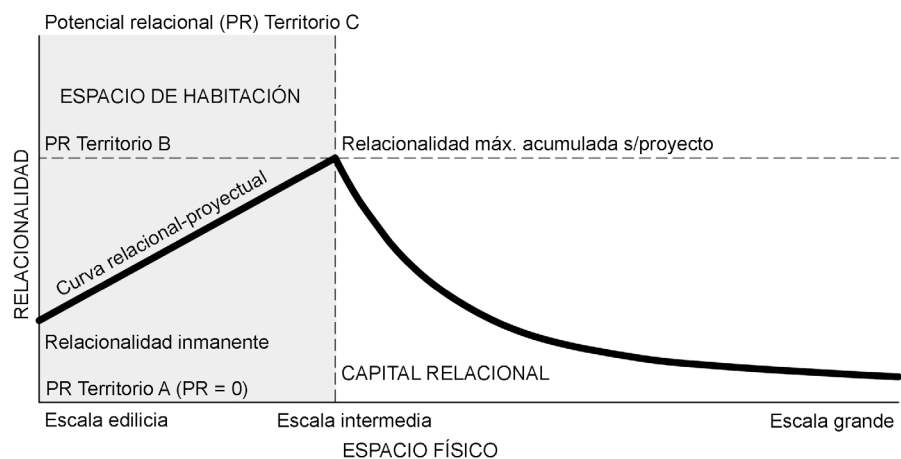 Potencial relacional (PR) Territorio C
ESPACIO DE HABITACIÓN
PR Territorio B
Relacionalidad máx. acumulada s/proyecto
RELACIONALIDAD
Curva relacional-proyectual
Relacionalidad inmanente
CAPITAL RELACIONAL
PR Territorio A (PR = 0)
Escala edilicia
Escala intermedia
Escala grande
ESPACIO FÍSICO